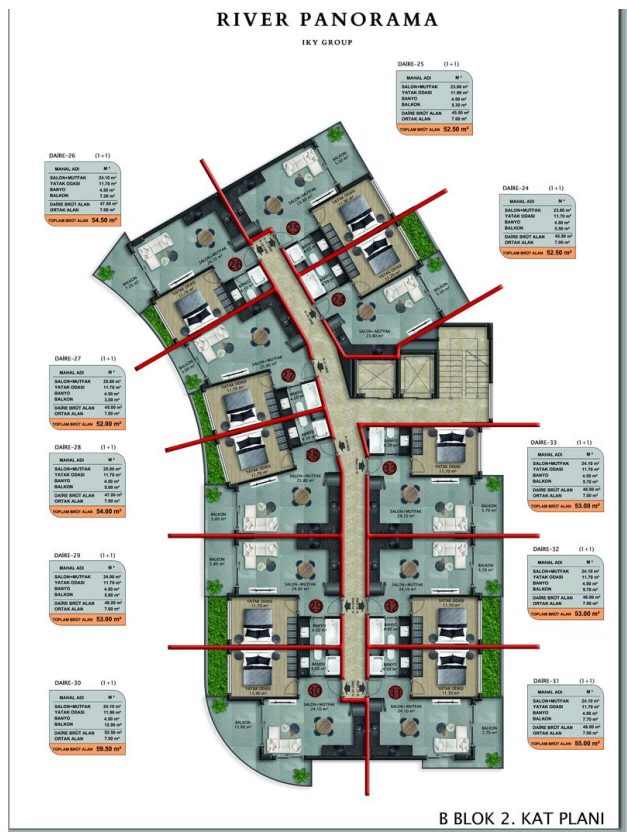 RIVER PANORAMA
IKY GROUP
DAİRE-25 (1+1)
MAHAL ADI M²
SALON+MUTFAK 23.80 m²
YATAK ODASI 11.90 m²
BANYO 4.50 m²
BALKON 5.30 m²
DAİRE BRÜT ALAN 45.50 m²
ORTAK ALAN 7.00 m²
TOPLAM BRÜT ALAN 52.50 m²
DAİRE-26 (1+1)
MAHAL ADI M²
SALON+MUTFAK 24.10 m²
YATAK ODASI 11.70 m²
BANYO 4.50 m²
BALKON 7.20 m²
DAİRE BRÜT ALAN 47.50 m²
ORTAK ALAN 7.00 m²
TOPLAM BRÜT ALAN 54.50 m²
DAİRE-24 (1+1)
MAHAL ADI M²
SALON+MUTFAK 23.80 m²
YATAK ODASI 11.70 m²
BANYO 4.50 m²
BALKON 5.50 m²
DAİRE BRÜT ALAN 45.50 m²
ORTAK ALAN 7.00 m²
TOPLAM BRÜT ALAN 52.50 m²
DAİRE-27 (1+1)
MAHAL ADI M²
SALON+MUTFAK 25.80 m²
YATAK ODASI 11.70 m²
BANYO 4.50 m²
BALKON 3.00 m²
DAİRE BRÜT ALAN 45.00 m²
ORTAK ALAN 7.00 m²
TOPLAM BRÜT ALAN 52.00 m²
DAİRE-28 (1+1)
MAHAL ADI M²
SALON+MUTFAK 25.80 m²
YATAK ODASI 11.70 m²
BANYO 4.50 m²
BALKON 5.00 m²
DAİRE BRÜT ALAN 47.00 m²
ORTAK ALAN 7.00 m²
TOPLAM BRÜT ALAN 54.00 m²
DAİRE-33 (1+1)
MAHAL ADI M²
SALON+MUTFAK 24.10 m²
YATAK ODASI 11.70 m²
BANYO 4.50 m²
BALKON 5.70 m²
DAİRE BRÜT ALAN 46.00 m²
ORTAK ALAN 7.00 m²
TOPLAM BRÜT ALAN 53.00 m²
DAİRE-29 (1+1)
MAHAL ADI M²
SALON+MUTFAK 24.00 m²
YATAK ODASI 11.70 m²
BANYO 4.50 m²
BALKON 5.80 m²
DAİRE BRÜT ALAN 46.00 m²
ORTAK ALAN 7.00 m²
TOPLAM BRÜT ALAN 53.00 m²
DAİRE-32 (1+1)
MAHAL ADI M²
SALON+MUTFAK 24.10 m²
YATAK ODASI 11.70 m²
BANYO 4.50 m²
BALKON 5.70 m²
DAİRE BRÜT ALAN 46.00 m²
ORTAK ALAN 7.00 m²
TOPLAM BRÜT ALAN 53.00 m²
DAİRE-30 (1+1)
MAHAL ADI M²
SALON+MUTFAK 24.10 m²
YATAK ODASI 11.90 m²
BANYO 4.50 m²
BALKON 12.00 m²
DAİRE BRÜT ALAN 52.50 m²
ORTAK ALAN 7.00 m²
TOPLAM BRÜT ALAN 59.50 m²
DAİRE-31 (1+1)
MAHAL ADI M²
SALON+MUTFAK 24.10 m²
YATAK ODASI 11.70 m²
BANYO 4.50 m²
BALKON 7.70 m²
DAİRE BRÜT ALAN 48.00 m²
ORTAK ALAN 7.00 m²
TOPLAM BRÜT ALAN 55.00 m²
25
26
24
27
28
33
29
32
30
31
B BLOK 2. KAT PLANI